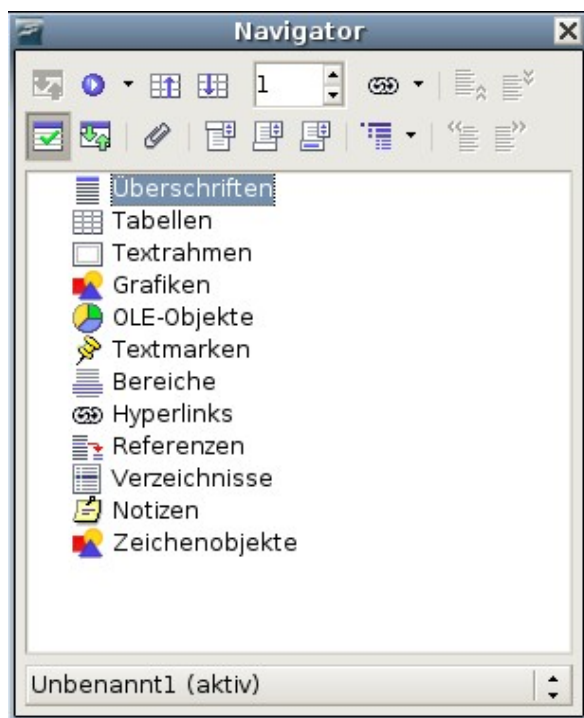 Navigator
1
Überschriften
Tabellen
Textrahmen
Grafiken
OLE-Objekte
Textmarken
Bereiche
Hyperlinks
Referenzen
Verzeichnisse
Notizen
Zeichenobjekte
Unbenannt1 (aktiv)